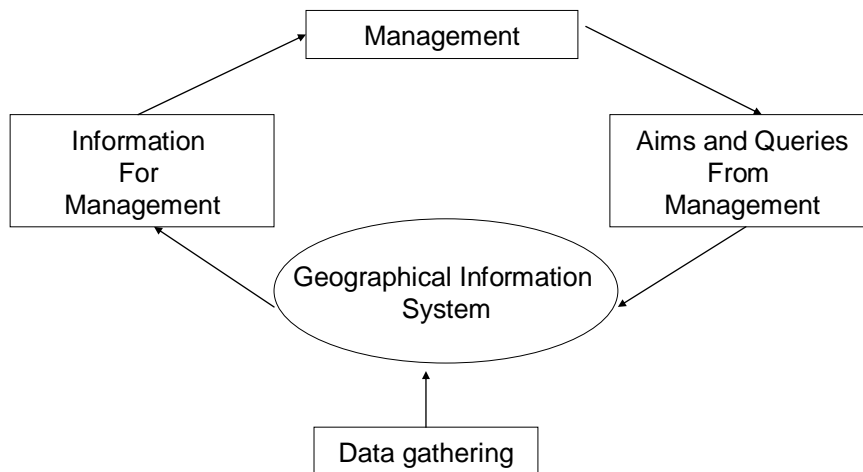 Management
Information
For
Management
Aims and Queries
From
Management
Geographical Information
System
Data gathering